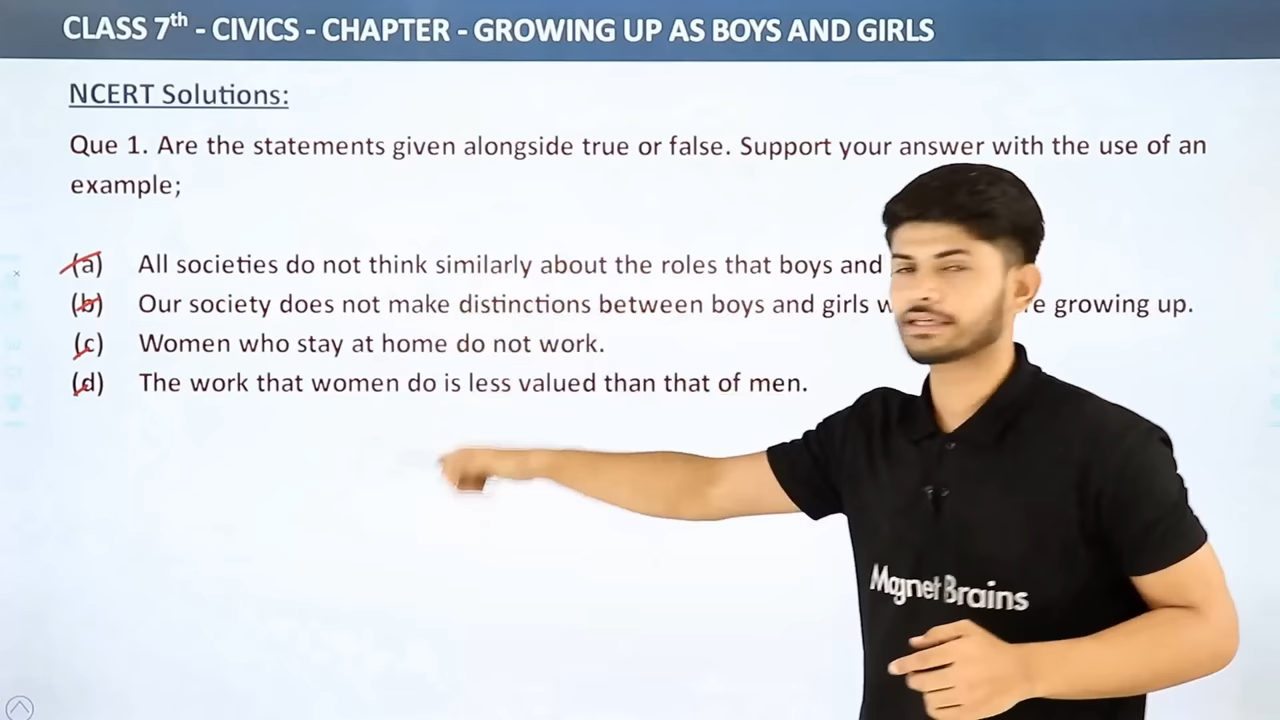 CLASS 7th - CIVICS - CHAPTER - GROWING UP AS BOYS AND GIRLS
NCERT Solutions:
Que 1. Are the statements given alongside true or false. Support your answer with the use of an
example;
(a) All societies do not think similarly about the roles that boys and
(b) Our society does not make distinctions between boys and girls growing up.
(c) Women who stay at home do not work.
(d) The work that women do is less valued than that of men.
Magnet Brains